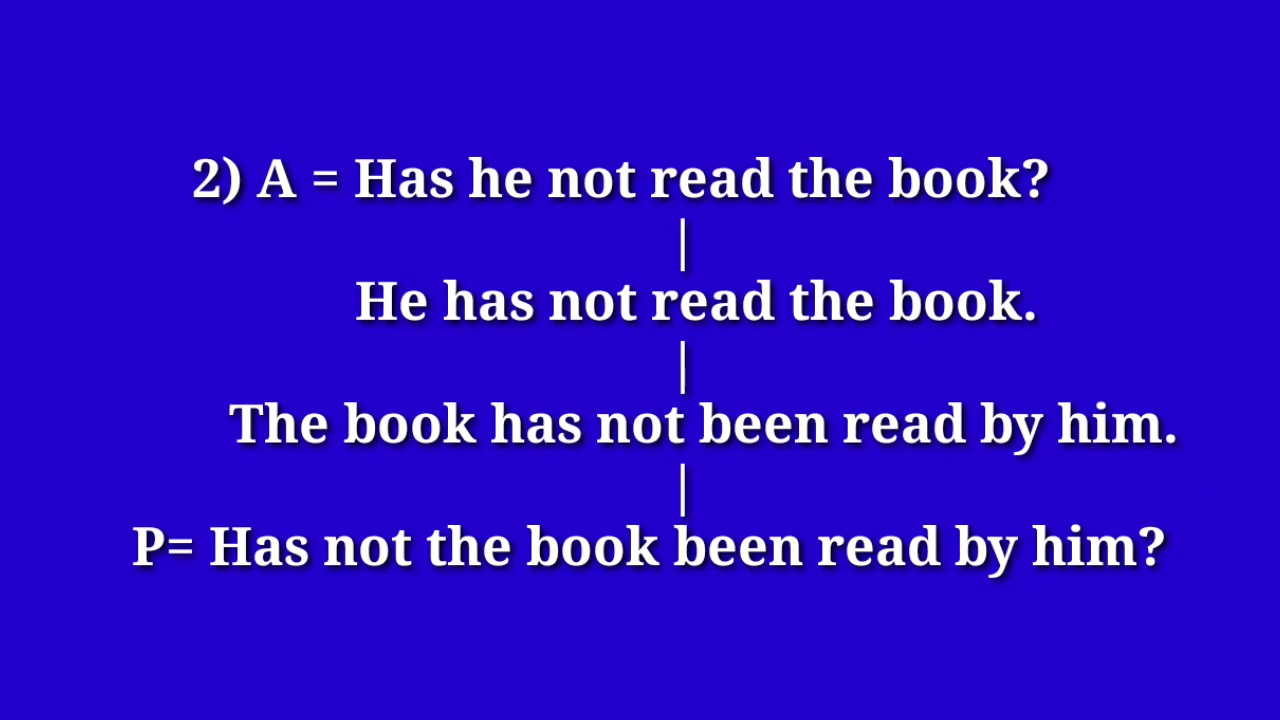 2) A = Has he not read the book?
|
He has not read the book.
|
The book has not been read by him.
|
P= Has not the book been read by him?